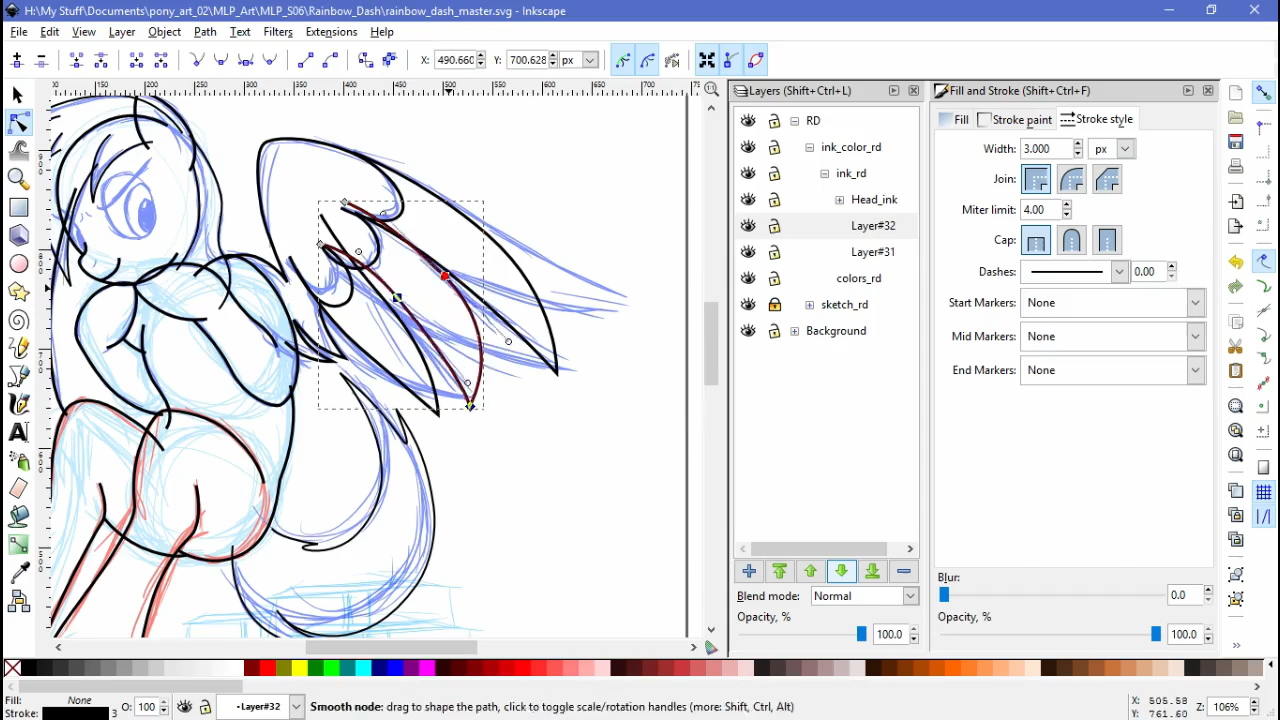 H:\My Stuff\Documents\pony_art_02\MLP_Art\MLP_S06\Rainbow_Dash\rainbow_dash_master.svg - Inkscape
File Edit View Layer Object Path Text Filters Extensions Help
X: 490.660 Y: 700.628 px
Layers (Shift+Ctrl+L)
Fill and Stroke (Shift+Ctrl+F)
RD
ink_color_rd
ink_rd
Head_ink
Layer#32
Layer#31
colors_rd
sketch_rd
Background
Blend mode: Normal
Opacity, % 100.0
Fill Stroke paint Stroke style
Width: 3.000 px
Join:
Miter limit: 4.00
Cap:
Dashes: 0.00
Start Markers: None
Mid Markers: None
End Markers: None
Blur:
0.0
Opacity, %
100.0
Fill: None
Stroke: 3
O: 100
•Layer#32
Smooth node: drag to shape the path, click to toggle scale/rotation handles (more: Shift, Ctrl, Alt)
X: 505.58
Y: 761.60
Z: 106%